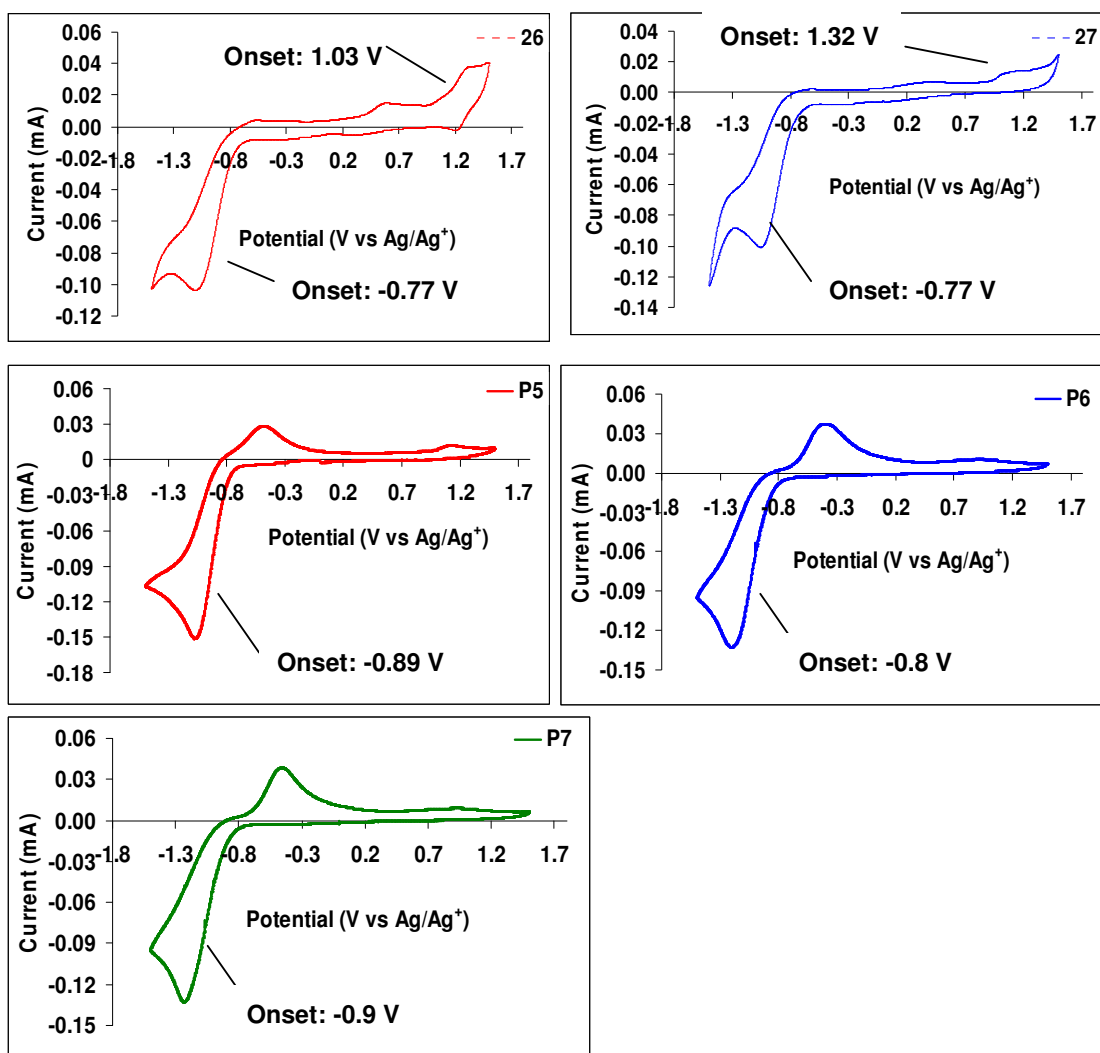 26
Onset: 1.03 V
0.04
0.02
0.00
-0.02
-0.04
-0.06
-0.08
-0.10
-0.12
-1.8 -1.3 -0.8 -0.3 0.2 0.7 1.2 1.7
Current (mA)
Potential (V vs Ag/Ag+)
Onset: -0.77 V
27
Onset: 1.32 V
0.04
0.02
0.00
-0.02
-0.04
-0.06
-0.08
-0.10
-0.12
-0.14
-1.8 -1.3 -0.8 -0.3 0.2 0.7 1.2 1.7
Current (mA)
Potential (V vs Ag/Ag+)
Onset: -0.77 V
P5
0.06
0.03
0
-0.03
-0.06
-0.09
-0.12
-0.15
-0.18
-1.8 -1.3 -0.8 -0.3 0.2 0.7 1.2 1.7
Current (mA)
Potential (V vs Ag/Ag+)
Onset: -0.89 V
P6
0.06
0.03
0.00
-0.03
-0.06
-0.09
-0.12
-0.15
-1.8 -1.3 -0.8 -0.3 0.2 0.7 1.2 1.7
Current (mA)
Potential (V vs Ag/Ag+)
Onset: -0.8 V
P7
0.06
0.03
0.00
-0.03
-0.06
-0.09
-0.12
-0.15
-1.8 -1.3 -0.8 -0.3 0.2 0.7 1.2 1.7
Current (mA)
Potential (V vs Ag/Ag+)
Onset: -0.9 V